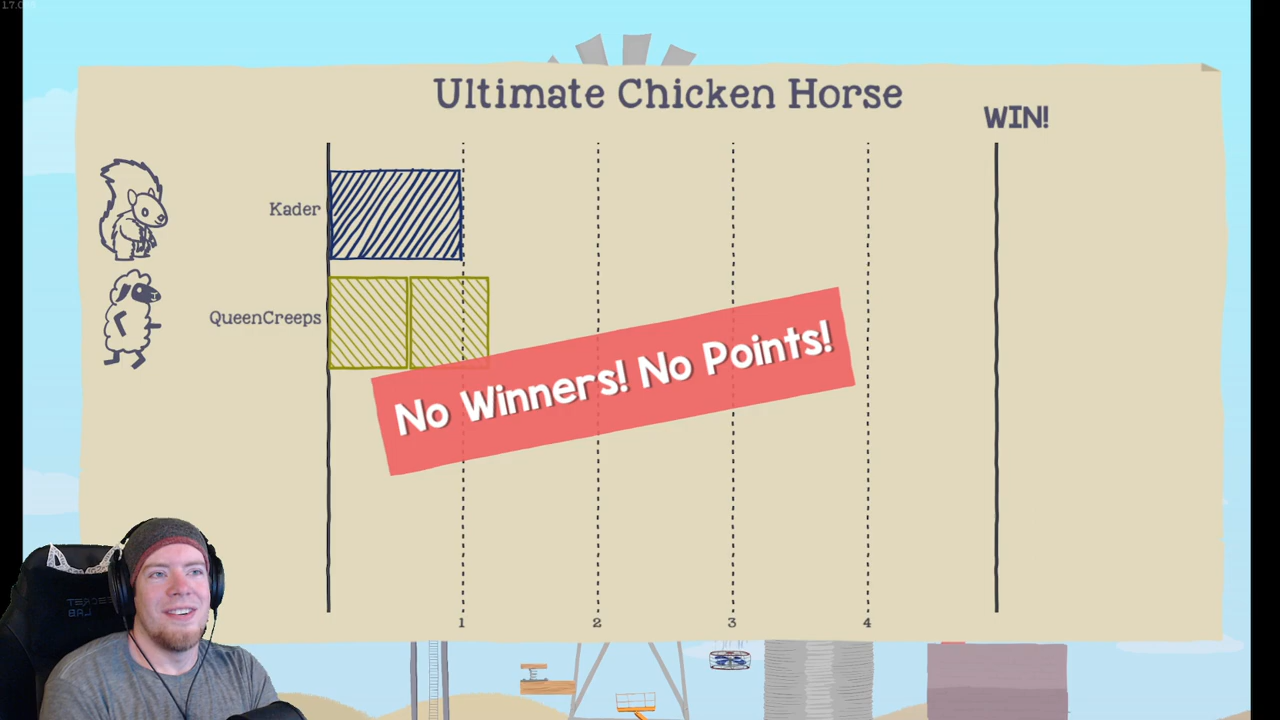 Ultimate Chicken Horse
WIN!
Kader
QueenCreeps
No Winners! No Points!
1 2 3 4